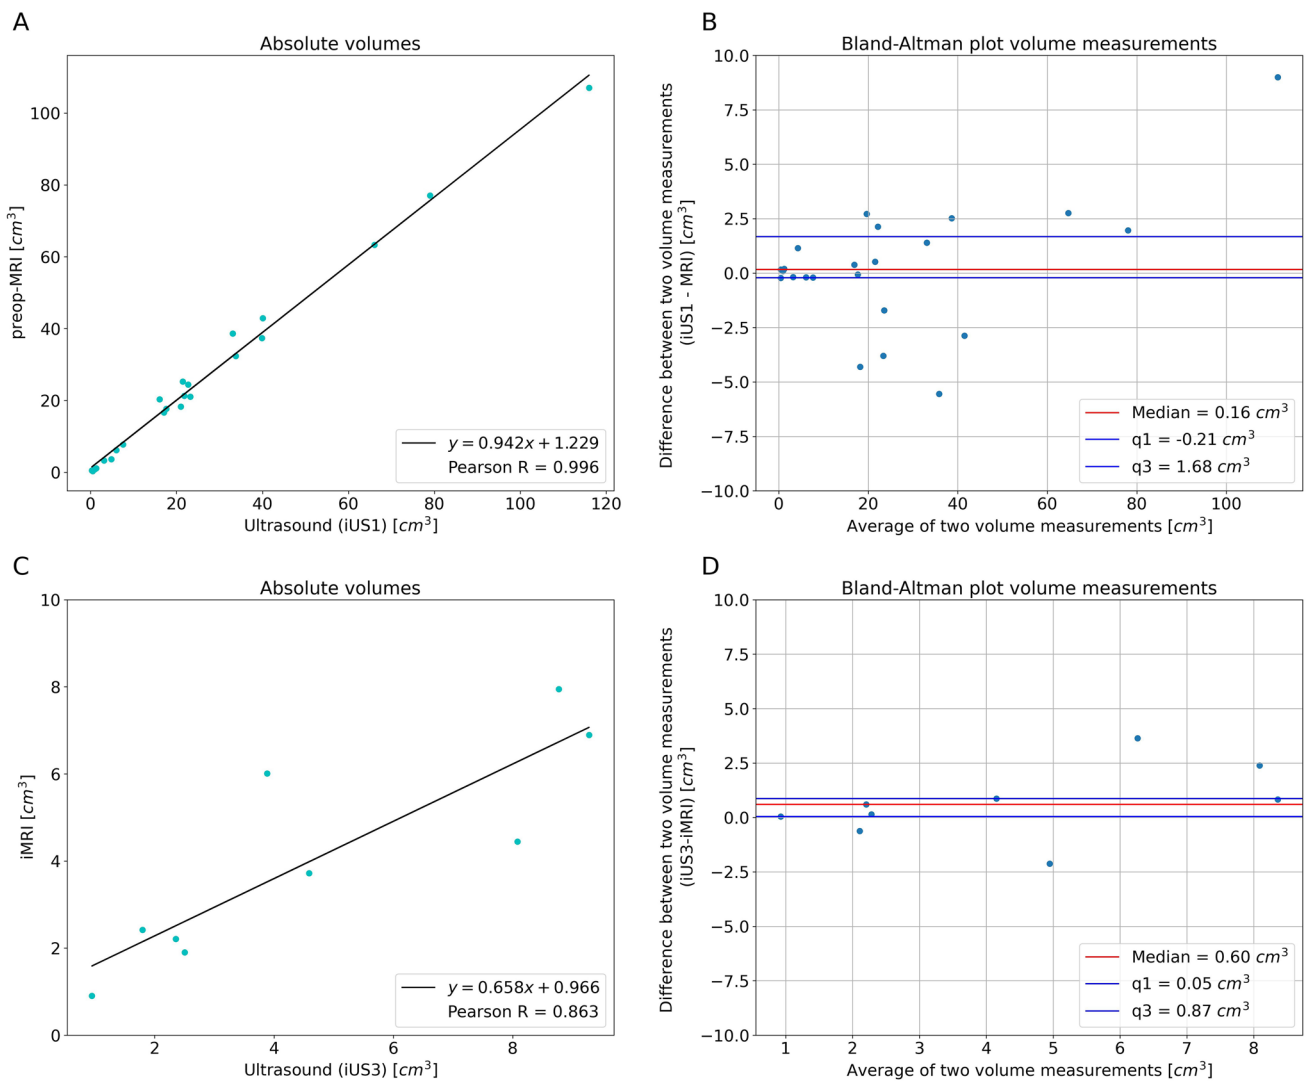 A
Absolute volumes
preop-MRI [cm³]
100
80
60
40
20
0
y = 0.942x + 1.229
Pearson R = 0.996
0 20 40 60 80 100 120
Ultrasound (iUS1) [cm³]
B
Bland-Altman plot volume measurements
Difference between two volume measurements
(iUS1 - MRI) [cm³]
10.0
7.5
5.0
2.5
0.0
−2.5
−5.0
−7.5
−10.0
Median = 0.16 cm³
q1 = -0.21 cm³
q3 = 1.68 cm³
0 20 40 60 80 100
Average of two volume measurements [cm³]
C
Absolute volumes
iMRI [cm³]
10
8
6
4
2
0
y = 0.658x + 0.966
Pearson R = 0.863
2 4 6 8
Ultrasound (iUS3) [cm³]
D
Bland-Altman plot volume measurements
Difference between two volume measurements
(iUS3-iMRI) [cm³]
10.0
7.5
5.0
2.5
0.0
−2.5
−5.0
−7.5
−10.0
Median = 0.60 cm³
q1 = 0.05 cm³
q3 = 0.87 cm³
1 2 3 4 5 6 7 8
Average of two volume measurements [cm³]